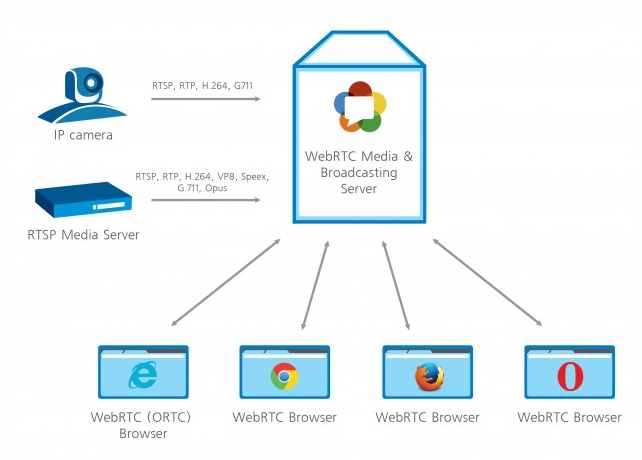 RTSP, RTP, H.264, G711
IP camera
WebRTC Media &
Broadcasting
Server
RTSP, RTP, H.264, VP8, Speex,
G.711, Opus
RTSP Media Server
WebRTC (ORTC)
Browser
WebRTC Browser
WebRTC Browser
WebRTC Browser